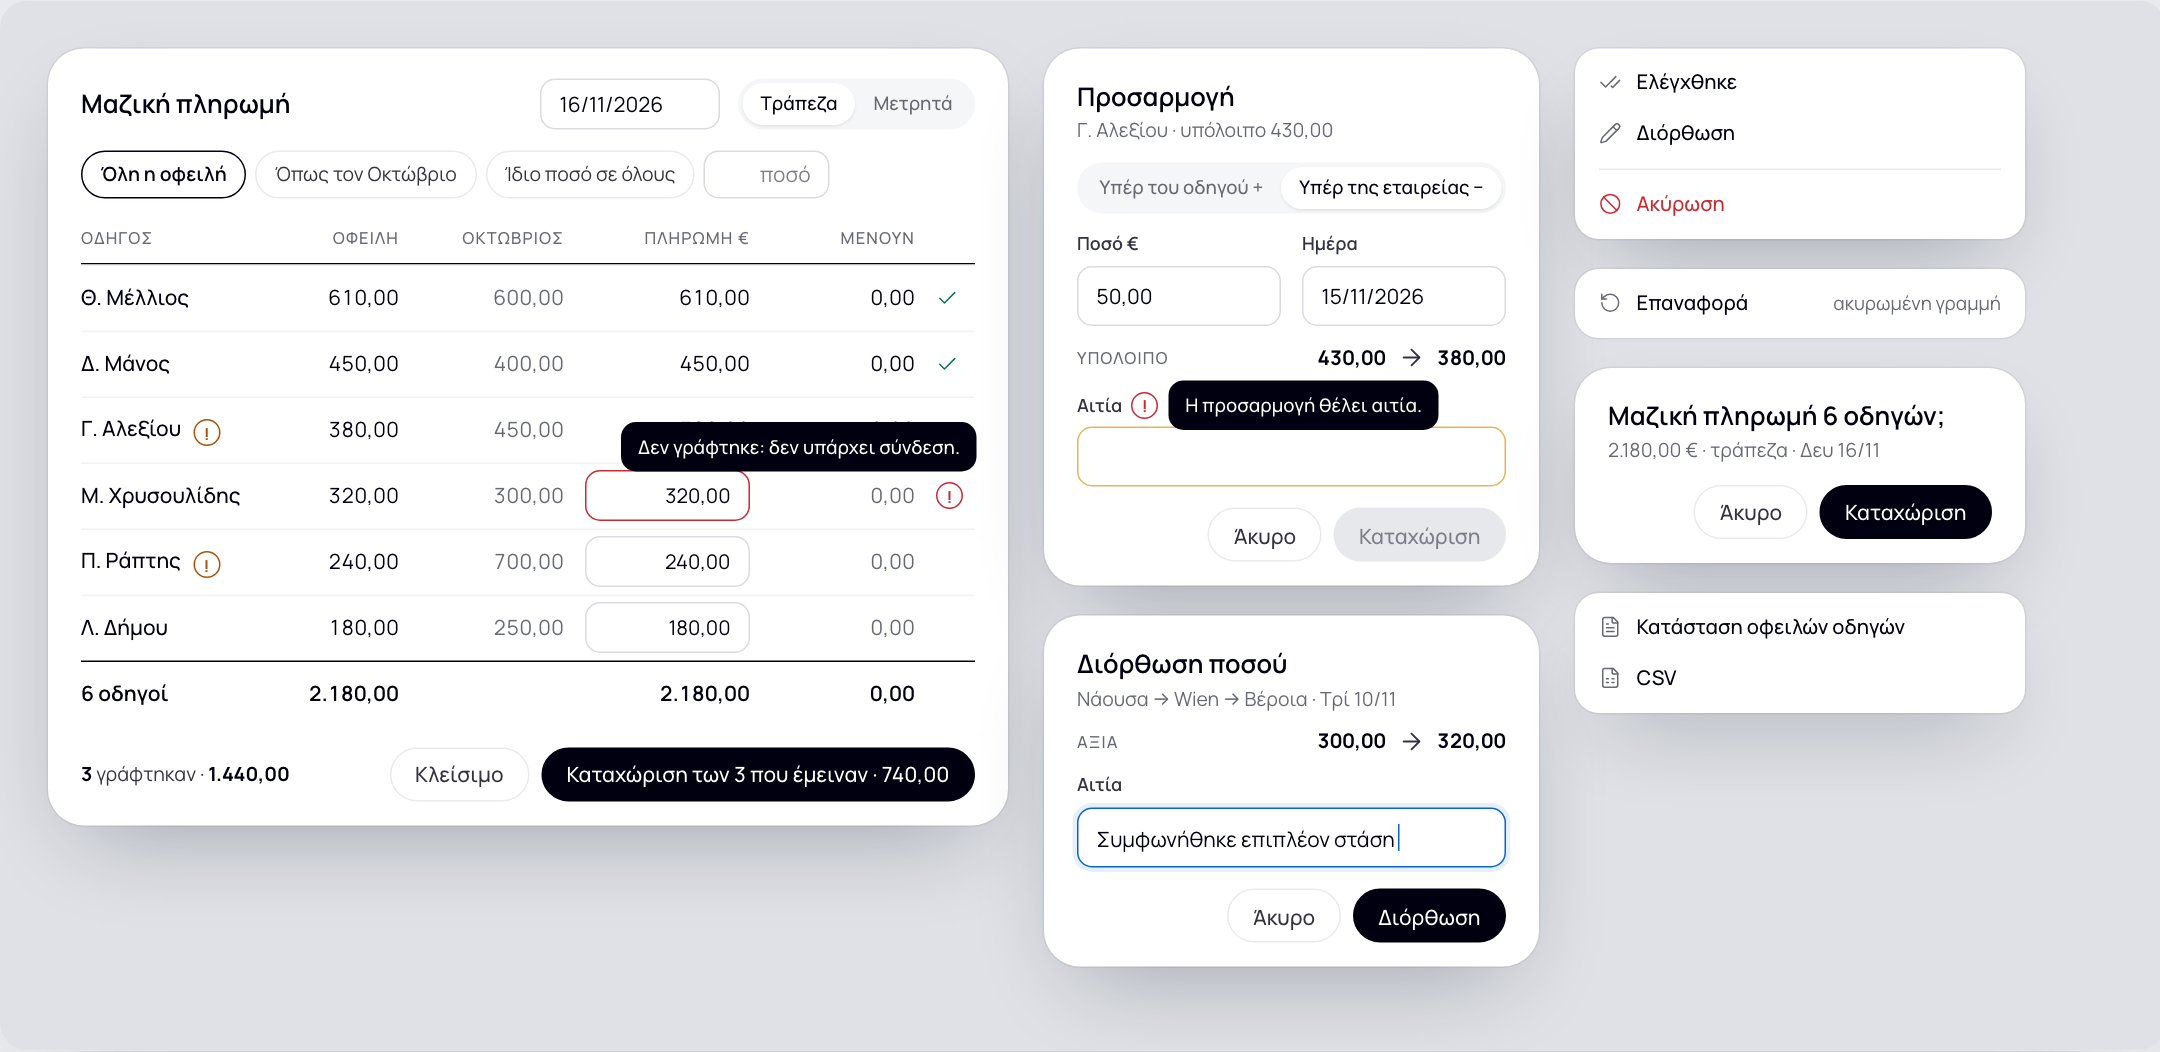 Μαζική πληρωμή
16/11/2026
Τράπεζα Μετρητά
Όλη η οφειλή Όπως τον Οκτώβριο Ίδιο ποσό σε όλους ποσό
ΟΔΗΓΟΣ ΟΦΕΙΛΗ ΟΚΤΩΒΡΙΟΣ ΠΛΗΡΩΜΗ € ΜΕΝΟΥΝ
Θ. Μέλλιος 610,00 600,00 610,00 0,00
Δ. Μάνος 450,00 400,00 450,00 0,00
Γ. Αλεξίου 380,00 450,00
Δεν γράφτηκε: δεν υπάρχει σύνδεση.
Μ. Χρυσουλίδης 320,00 300,00 320,00 0,00
Π. Ράπτης 240,00 700,00 240,00 0,00
Λ. Δήμου 180,00 250,00 180,00 0,00
6 οδηγοί 2.180,00 2.180,00 0,00
3 γράφτηκαν · 1.440,00
Κλείσιμο
Καταχώριση των 3 που έμειναν · 740,00
Προσαρμογή
Γ. Αλεξίου · υπόλοιπο 430,00
Υπέρ του οδηγού + Υπέρ της εταιρείας −
Ποσό € Ημέρα
50,00 15/11/2026
ΥΠΟΛΟΙΠΟ 430,00 → 380,00
Αιτία Η προσαρμογή θέλει αιτία.
Άκυρο Καταχώριση
Διόρθωση ποσού
Νάουσα → Wien → Βέροια · Τρί 10/11
ΑΞΙΑ 300,00 → 320,00
Αιτία
Συμφωνήθηκε επιπλέον στάση
Άκυρο Διόρθωση
Ελέγχθηκε
Διόρθωση
Ακύρωση
Επαναφορά ακυρωμένη γραμμή
Μαζική πληρωμή 6 οδηγών;
2.180,00 € · τράπεζα · Δευ 16/11
Άκυρο Καταχώριση
Κατάσταση οφειλών οδηγών
CSV